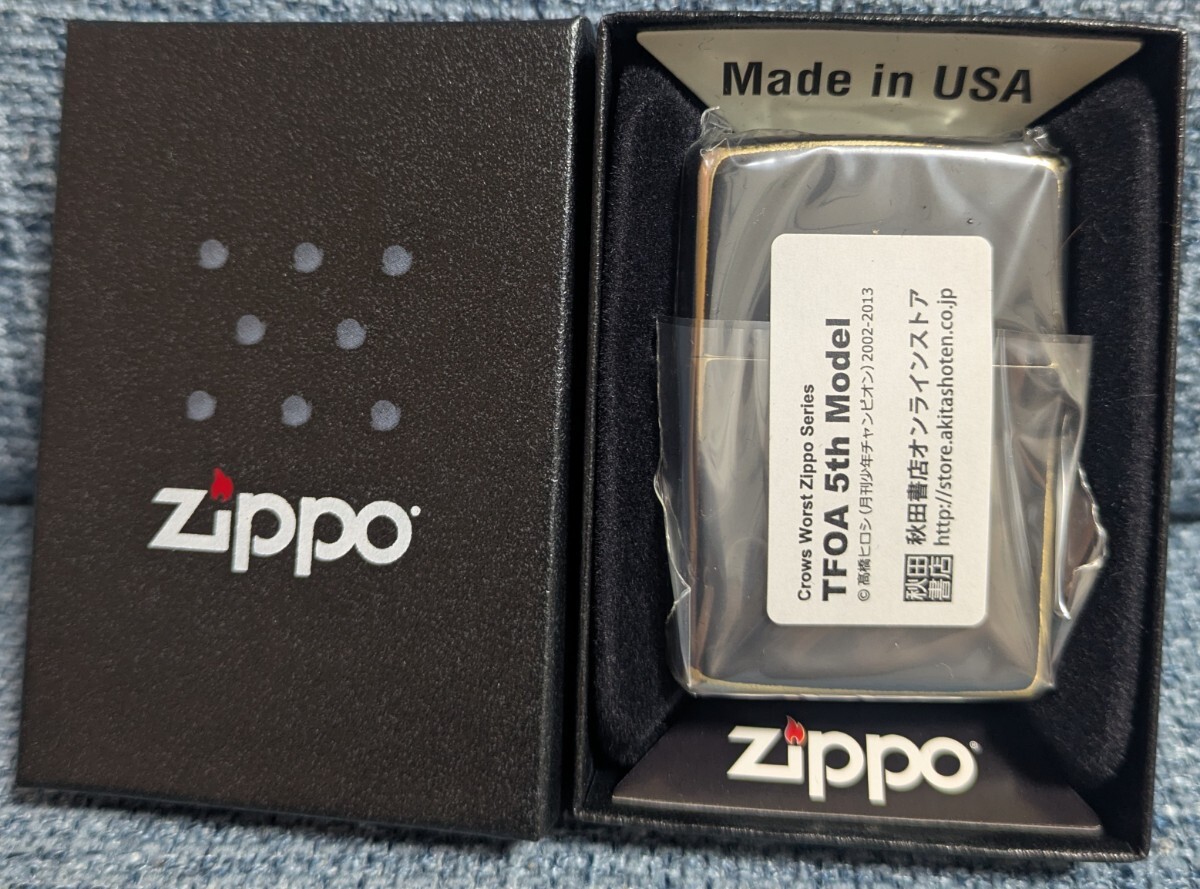 zippo
Made in USA
Crows Worst Zippo Series
TFOA 5th Model
© 髙橋ヒロシ (月刊少年チャンピオン) 2002-2013
秋田書店 秋田書店オンラインストア
http://store.akitashoten.co.jp
zippo